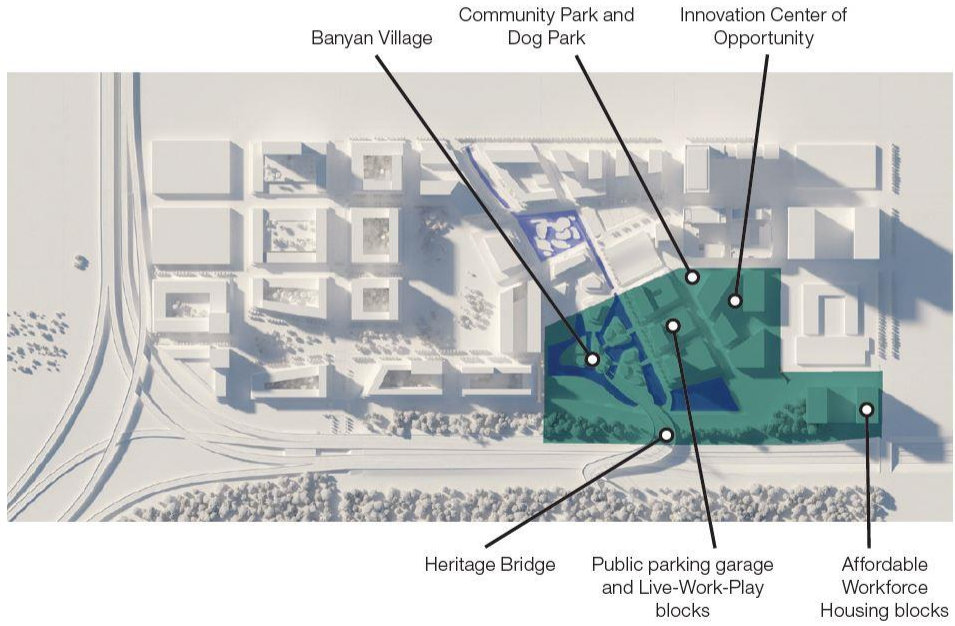 Banyan Village
Community Park and
Dog Park
Innovation Center of
Opportunity
Heritage Bridge
Public parking garage
and Live-Work-Play
blocks
Affordable
Workforce
Housing blocks